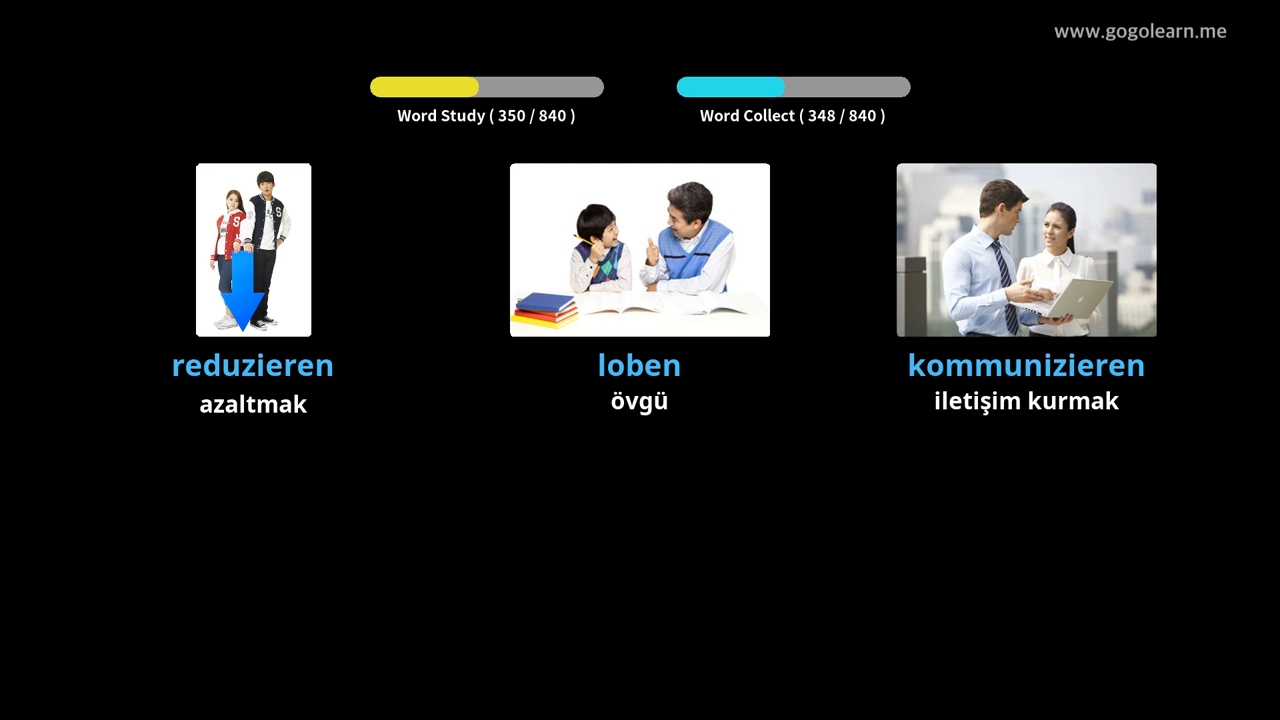 www.gogolearn.me
Word Study ( 350 / 840 )
Word Collect ( 348 / 840 )
reduzieren
azaltmak
loben
övgü
kommunizieren
iletişim kurmak